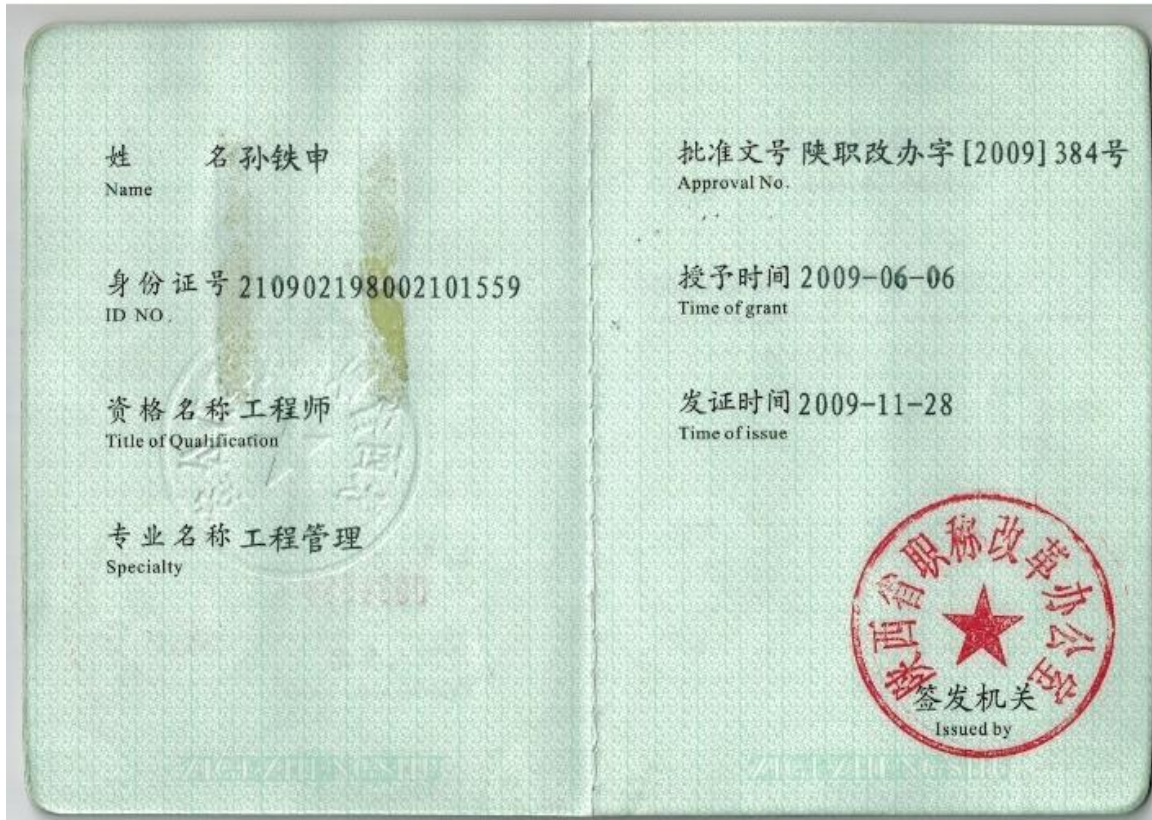 姓 名 孙铁申
Name
身份证号 210902198002101559
ID NO.
资格名称 工程师
Title of Qualification
专业名称 工程管理
Specialty
批准文号 陕职改办字[2009]384号
Approval No.
授予时间 2009-06-06
Time of grant
发证时间 2009-11-28
Time of issue
陕西省职称改革办公室
签发机关
Issued by